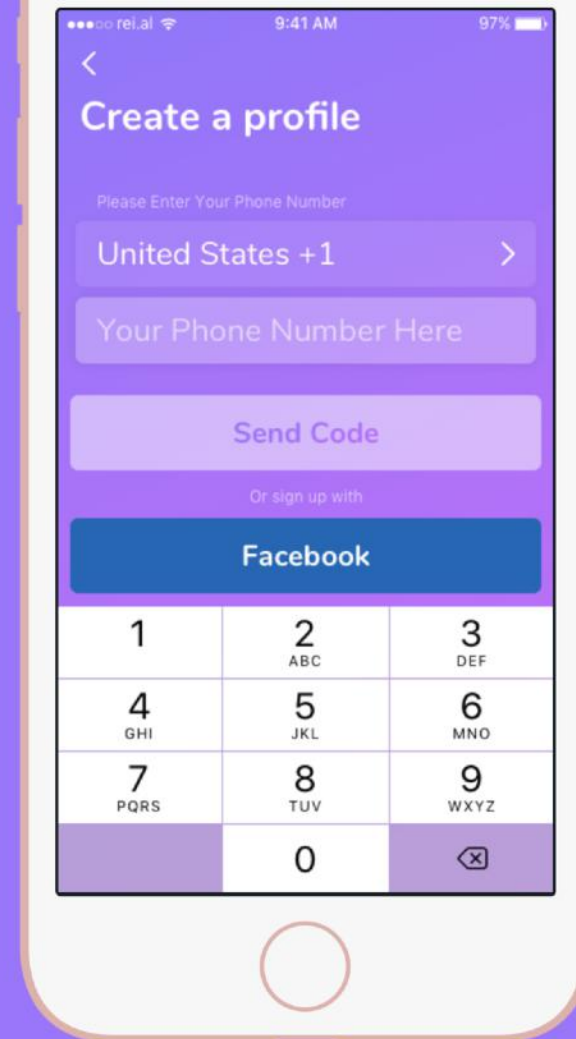 rei.al 9:41 AM 97%
Create a profile
Please Enter Your Phone Number
United States +1
Your Phone Number Here
Send Code
Or sign up with
Facebook
1 2 3
ABC DEF
4 5 6
GHI JKL MNO
7 8 9
PQRS TUV WXYZ
0